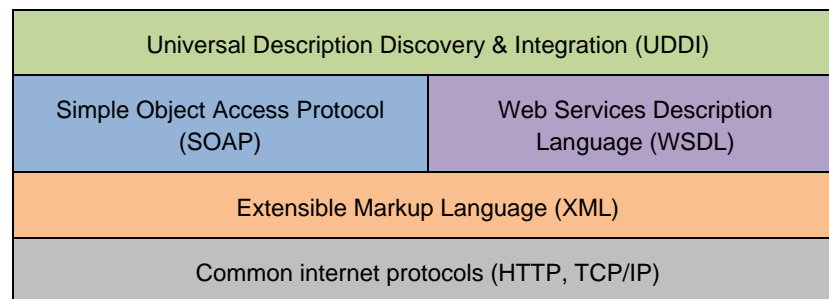 Universal Description Discovery & Integration (UDDI)
Simple Object Access Protocol
(SOAP)
Web Services Description
Language (WSDL)
Extensible Markup Language (XML)
Common internet protocols (HTTP, TCP/IP)